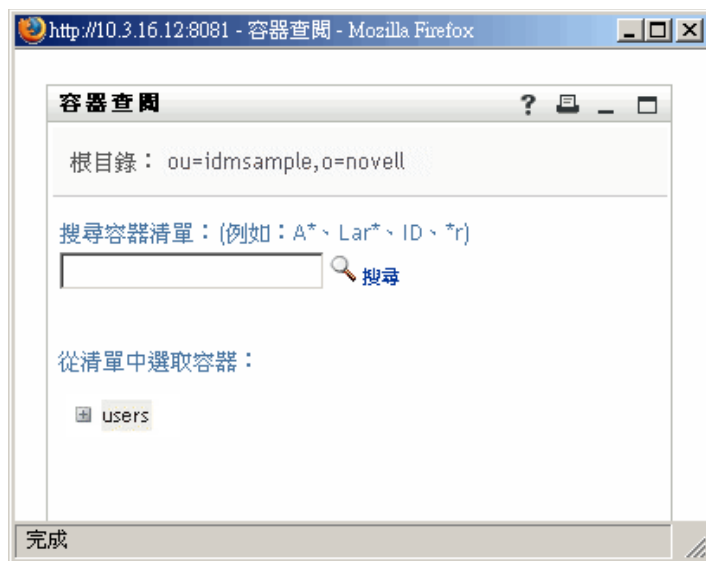 http://10.3.16.12:8081 - 容器查閱 - Mozilla Firefox
容器查閱
根目錄： ou=idmsample,o=novell
搜尋容器清單：(例如：A*、Lar*、ID、*r)
搜尋
從清單中選取容器：
users
完成